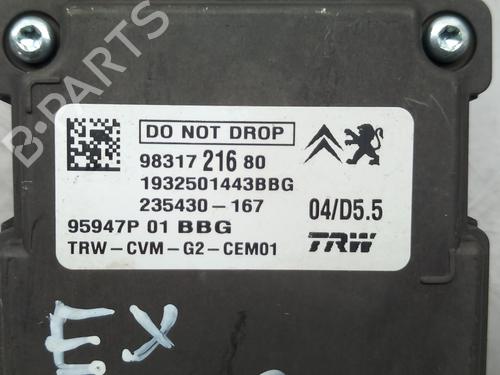 B-PARTS
DO NOT DROP
98317 216 80
1932501443BBG
235430-167
04/D5.5
95947P 01 BBG
TRW-CVM-G2-CEM01
TRW
EX